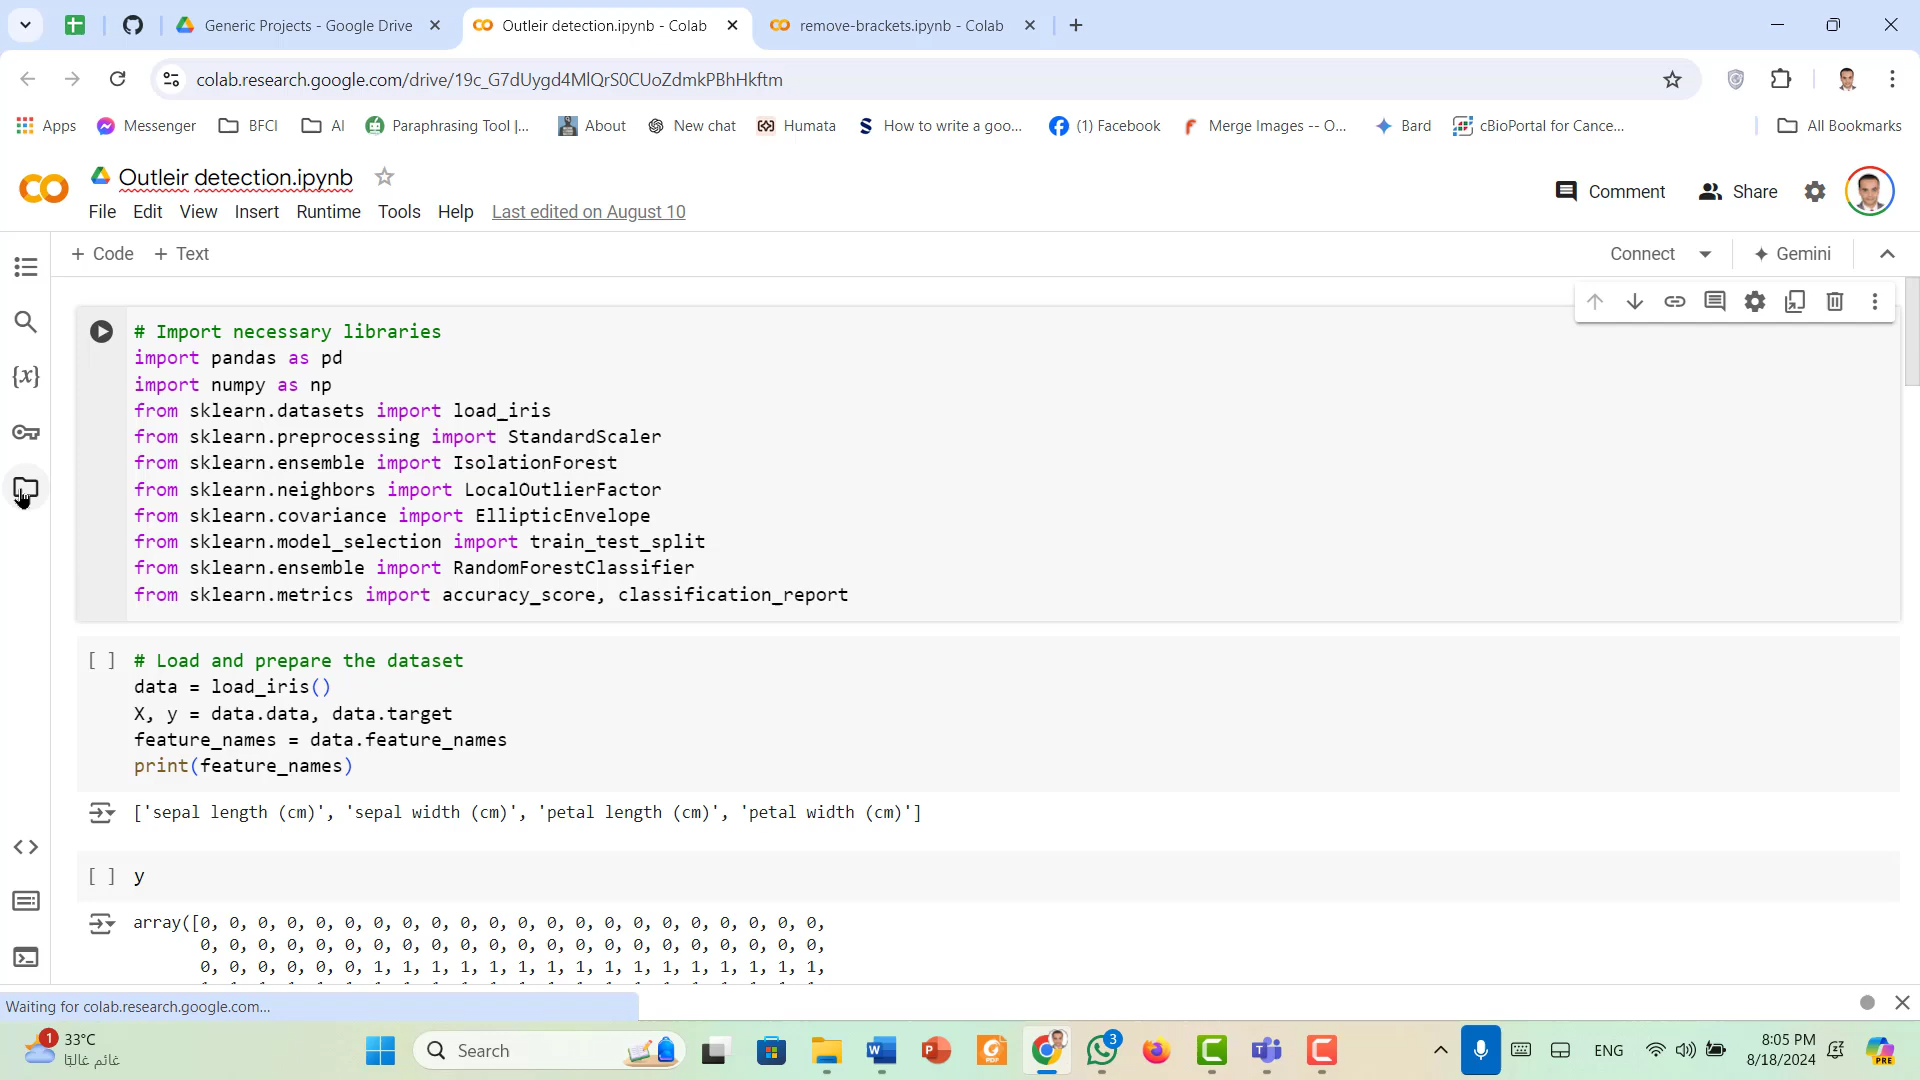 Generic Projects - Google Drive
Outleir detection.ipynb - Colab
remove-brackets.ipynb - Colab
colab.research.google.com/drive/19c_G7dUygd4MlQrS0CUoZdmkPBhHkftm
Apps Messenger BFCI AI Paraphrasing Tool |... About New chat Humata How to write a goo... (1) Facebook Merge Images -- O... Bard cBioPortal for Cance... All Bookmarks
Outleir detection.ipynb
Comment Share
File Edit View Insert Runtime Tools Help Last edited on August 10
+ Code + Text Connect Gemini
# Import necessary libraries
import pandas as pd
import numpy as np
from sklearn.datasets import load_iris
from sklearn.preprocessing import StandardScaler
from sklearn.ensemble import IsolationForest
from sklearn.neighbors import LocalOutlierFactor
from sklearn.covariance import EllipticEnvelope
from sklearn.model_selection import train_test_split
from sklearn.ensemble import RandomForestClassifier
from sklearn.metrics import accuracy_score, classification_report
[ ] # Load and prepare the dataset
data = load_iris()
X, y = data.data, data.target
feature_names = data.feature_names
print(feature_names)
['sepal length (cm)', 'sepal width (cm)', 'petal length (cm)', 'petal width (cm)']
[ ] y
array([0, 0, 0, 0, 0, 0, 0, 0, 0, 0, 0, 0, 0, 0, 0, 0, 0, 0, 0, 0, 0, 0,
0, 0, 0, 0, 0, 0, 0, 0, 0, 0, 0, 0, 0, 0, 0, 0, 0, 0, 0, 0, 0, 0,
0, 0, 0, 0, 0, 0, 1, 1, 1, 1, 1, 1, 1, 1, 1, 1, 1, 1, 1, 1, 1, 1,
Waiting for colab.research.google.com...
1
33°C
غائم غالبًا
Search
3
ENG
8:05 PM
8/18/2024
PRE